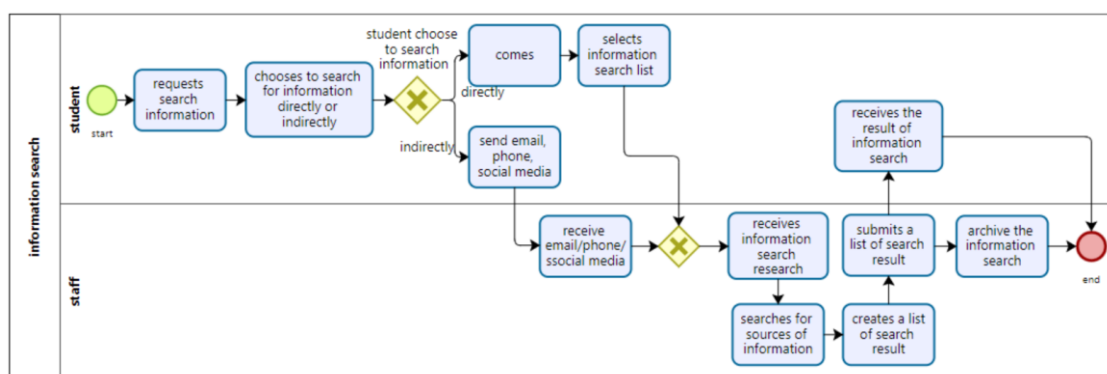 information search
student
start
requests
search
information
chooses to search
for information
directly or
indirectly
student choose
to search
information
directly
indirectly
comes
selects
information
search list
send email,
phone,
social media
receives the
result of
information
search
staff
receive
email/phone/
ssocial media
receives
information
search
research
searches for
sources of
information
creates a list
of search
result
submits a
list of search
result
archive the
information
search
end